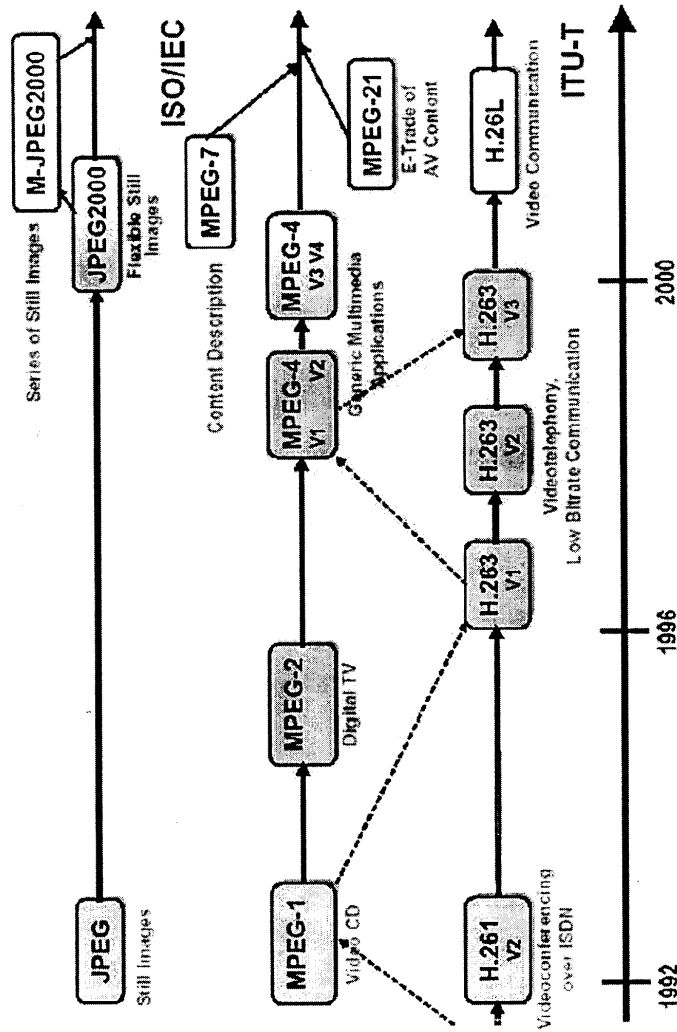 Series of Still Images
M-JPEG2000
JPEG
Still Images
JPEG2000
Flexible Still
Images
ISO/IEC
Content Description
MPEG-7
MPEG-1
Video CD
MPEG-2
Digital TV
MPEG-4
V1 V2
MPEG-4
V3 V4
Generic Multimedia
Applications
MPEG-21
E-Trade of
AV Content
H.261
V2
Videoconferencing
over ISDN
H.263
V1
H.263
V2
H.263
V3
Videotelephony,
Low Bitrate Communication
H.26L
Video Communication
ITU-T
1992
1996
2000